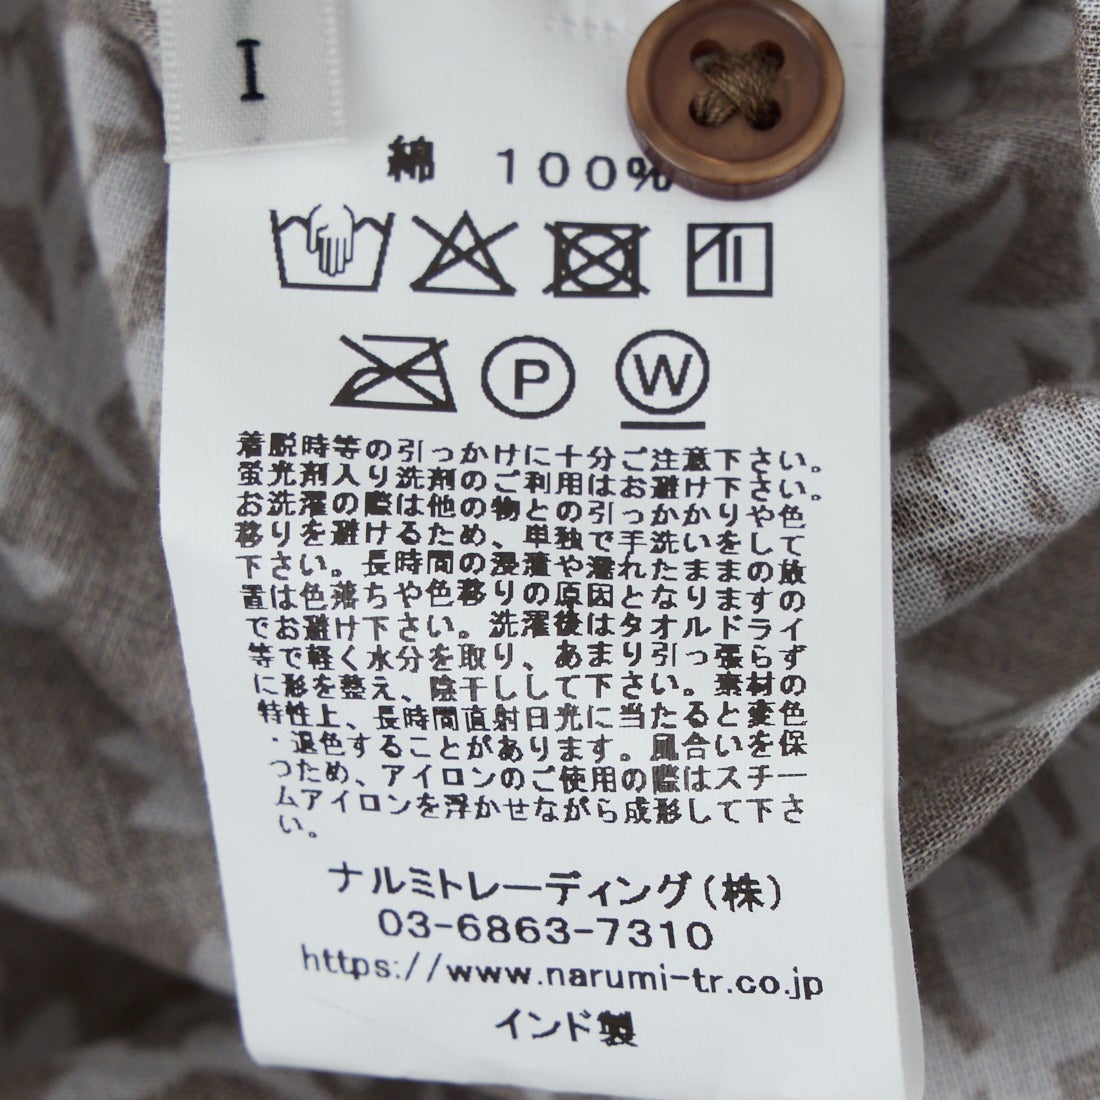 I
綿 100%
P
W
着脱時等の引っかけに十分ご注意下さい。
蛍光剤入り洗剤のご利用はお避け下さい。
お洗濯の際は他の物との引っかかりや色
移りを避けるため、単独で手洗いをして
下さい。長時間の浸漬や濡れたままの放
置は色落ちや色移りの原因となりますの
でお避け下さい。洗濯後はタオルドライ
等で軽く水分を取り、あまり引っ張らず
に形を整え、陰干しして下さい。素材の
特性上、長時間直射日光に当たると変色
・退色することがあります。風合いを保
つため、アイロンのご使用の際はスチー
ムアイロンを浮かせながら成形して下さ
い。
ナルミトレーディング(株)
03-6863-7310
https://www.narumi-tr.co.jp
インド製